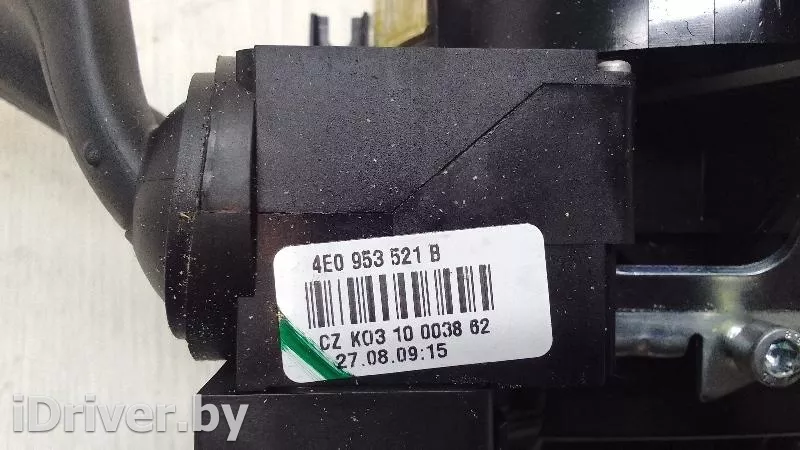 4E0 953 521 B
CZ K03 10 0038 62
27.08.09:15
iDriver.by